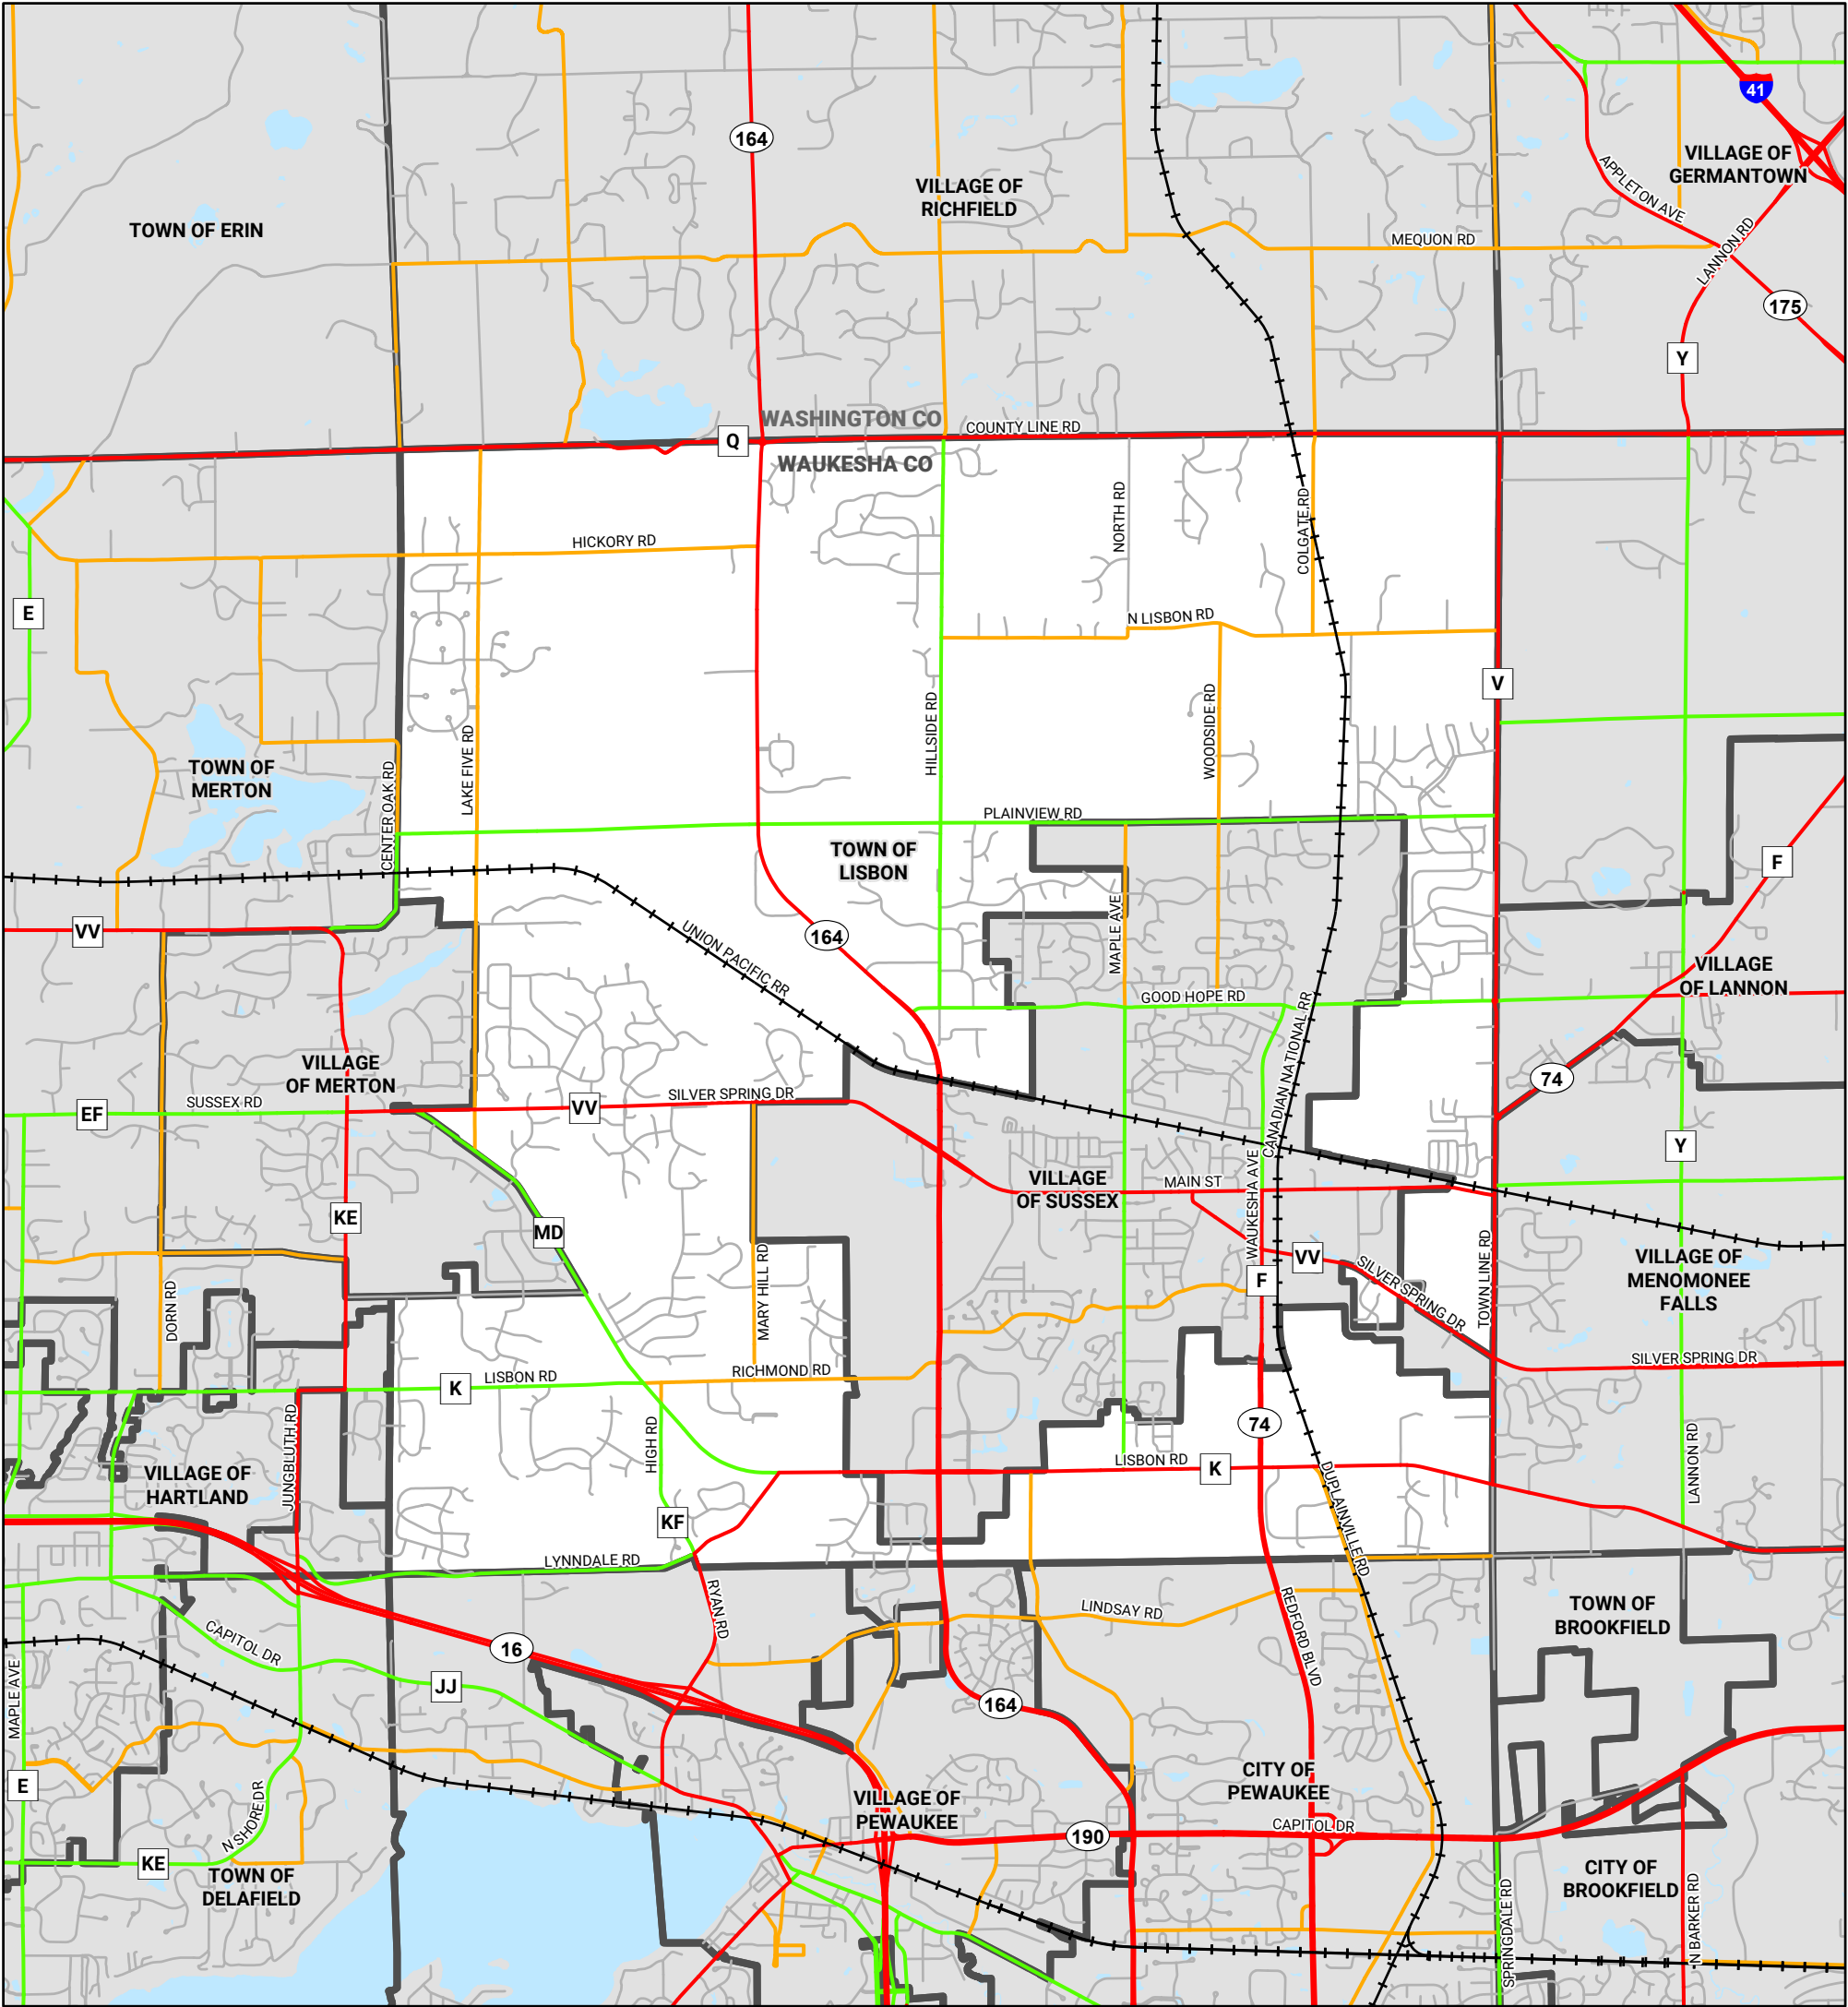 41
164
VILLAGE OF
GERMANTOWN
APPLETON AVE
VILLAGE OF
RICHFIELD
TOWN OF ERIN
MEQUON RD
LANNON RD
175
Y
WASHINGTON CO
COUNTY LINE RD
Q
WAUKESHA CO
NORTH RD
COLGATE RD
HICKORY RD
E
N LISBON RD
V
HILLSIDE RD
WOODSIDE RD
LAKE FIVE RD
TOWN OF
MERTON
CENTER OAK RD
PLAINVIEW RD
TOWN OF
LISBON
F
MAPLE AVE
VV
164
UNION PACIFIC RR
VILLAGE
OF LANNON
GOOD HOPE RD
CANADIAN NATIONAL RR
VILLAGE
OF MERTON
74
SILVER SPRING DR
VV
SUSSEX RD
EF
Y
VILLAGE
OF SUSSEX
MAIN ST
WAUKESHA AVE
KE
MD
TOWN LINE RD
VV
F
SILVER SPRING DR
VILLAGE OF
MENOMONEE
FALLS
MARY HILL RD
DORN RD
SILVER SPRING DR
RICHMOND RD
LISBON RD
K
HIGH RD
JUNGBLUTH RD
74
LISBON RD
K
LANNON RD
VILLAGE OF
HARTLAND
DUPLAINVILLE RD
KF
LYNNDALE RD
RYAN RD
LINDSAY RD
REDFORD BLVD
TOWN OF
BROOKFIELD
CAPITOL DR
16
MAPLE AVE
JJ
164
E
N SHORE DR
CITY OF
PEWAUKEE
VILLAGE OF
PEWAUKEE
CAPITOL DR
190
KE
TOWN OF
DELAFIELD
CITY OF
BROOKFIELD
SPRINGDALE RD
N BARKER RD